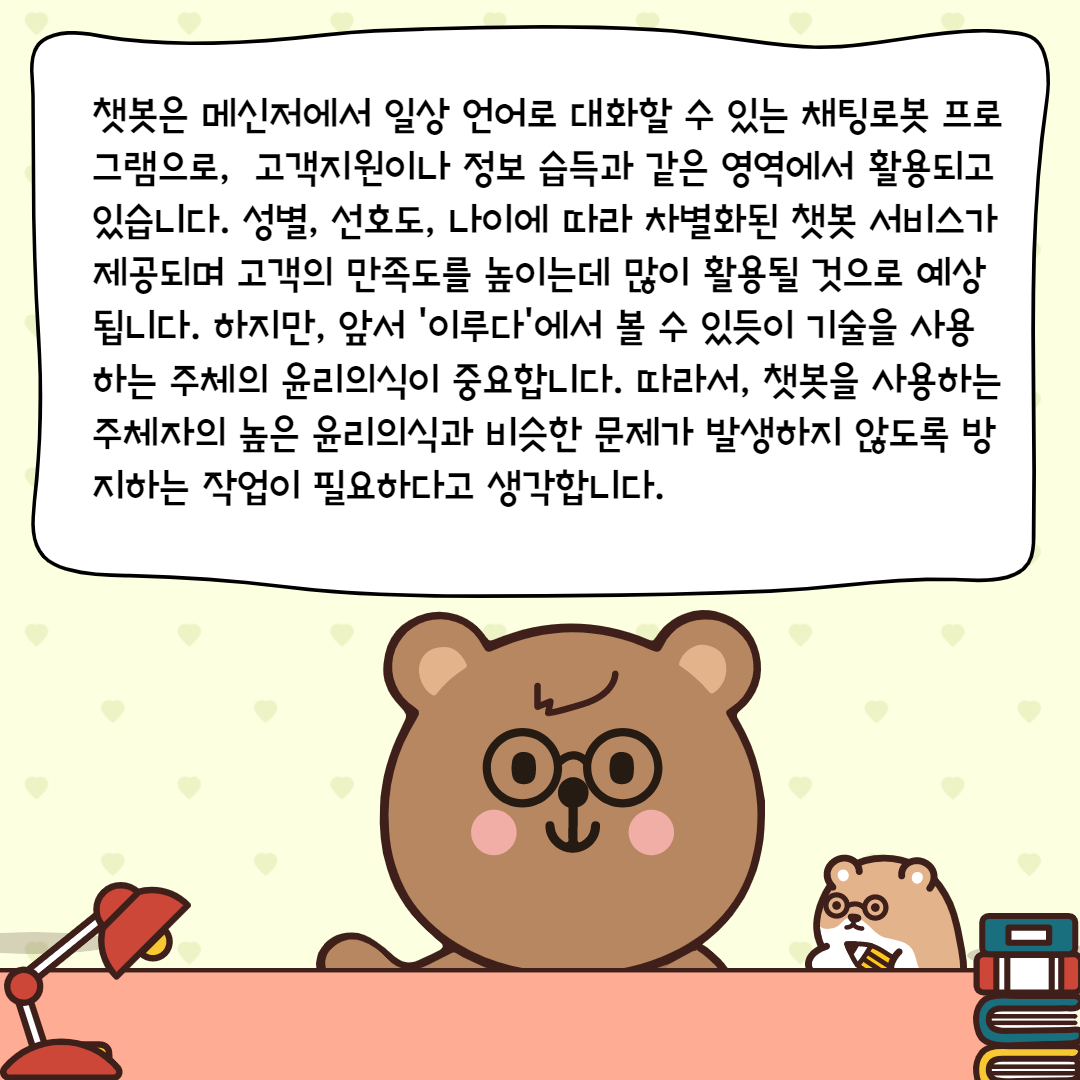 챗봇은 메신저에서 일상 언어로 대화할 수 있는 채팅로봇 프로
그램으로,  고객지원이나 정보 습득과 같은 영역에서 활용되고
있습니다. 성별, 선호도, 나이에 따라 차별화된 챗봇 서비스가
제공되며 고객의 만족도를 높이는데 많이 활용될 것으로 예상
됩니다. 하지만, 앞서 '이루다'에서 볼 수 있듯이 기술을 사용
하는 주체의 윤리의식이 중요합니다. 따라서, 챗봇을 사용하는
주체자의 높은 윤리의식과 비슷한 문제가 발생하지 않도록 방
지하는 작업이 필요하다고 생각합니다.